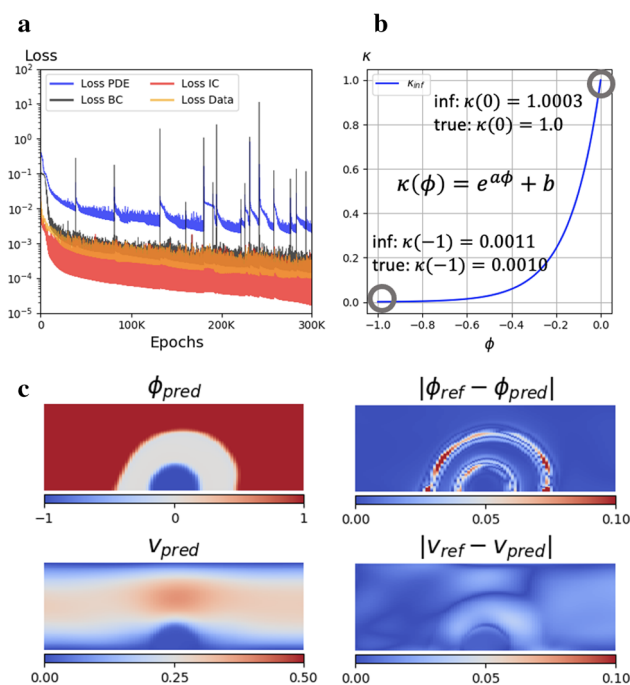 a
Loss
10^2
10^1
10^0
10^-1
10^-2
10^-3
10^-4
10^-5
Loss PDE
Loss IC
Loss BC
Loss Data
0
100K
200K
300K
Epochs
b
κ
1.0
0.8
0.6
0.4
0.2
0.0
κ_inf
inf: κ(0) = 1.0003
true: κ(0) = 1.0
κ(ϕ) = e^{aϕ} + b
inf: κ(−1) = 0.0011
true: κ(−1) = 0.0010
−1.0 −0.8 −0.6 −0.4 −0.2 0.0
ϕ
c
ϕ_pred
−1 0 1
|ϕ_ref − ϕ_pred|
0.00 0.05 0.10
v_pred
0.00 0.25 0.50
|v_ref − v_pred|
0.00 0.05 0.10